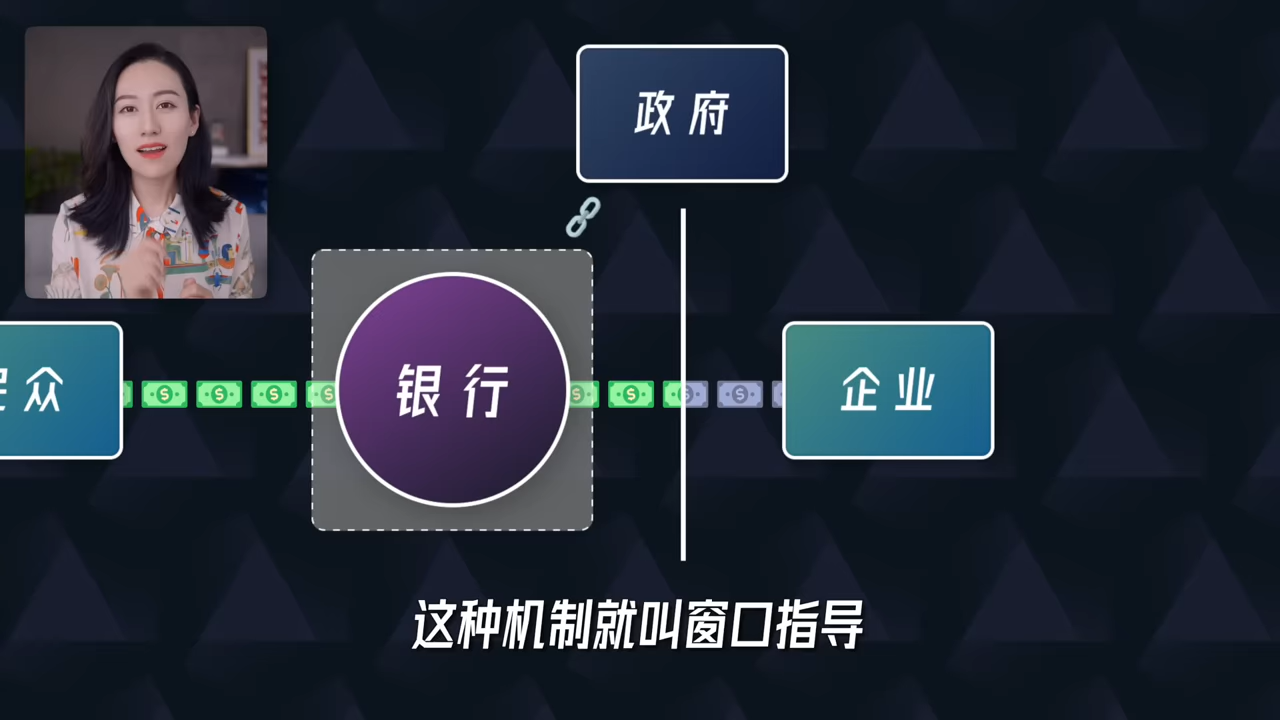 政府
众
银行
企业
这种机制就叫窗口指导